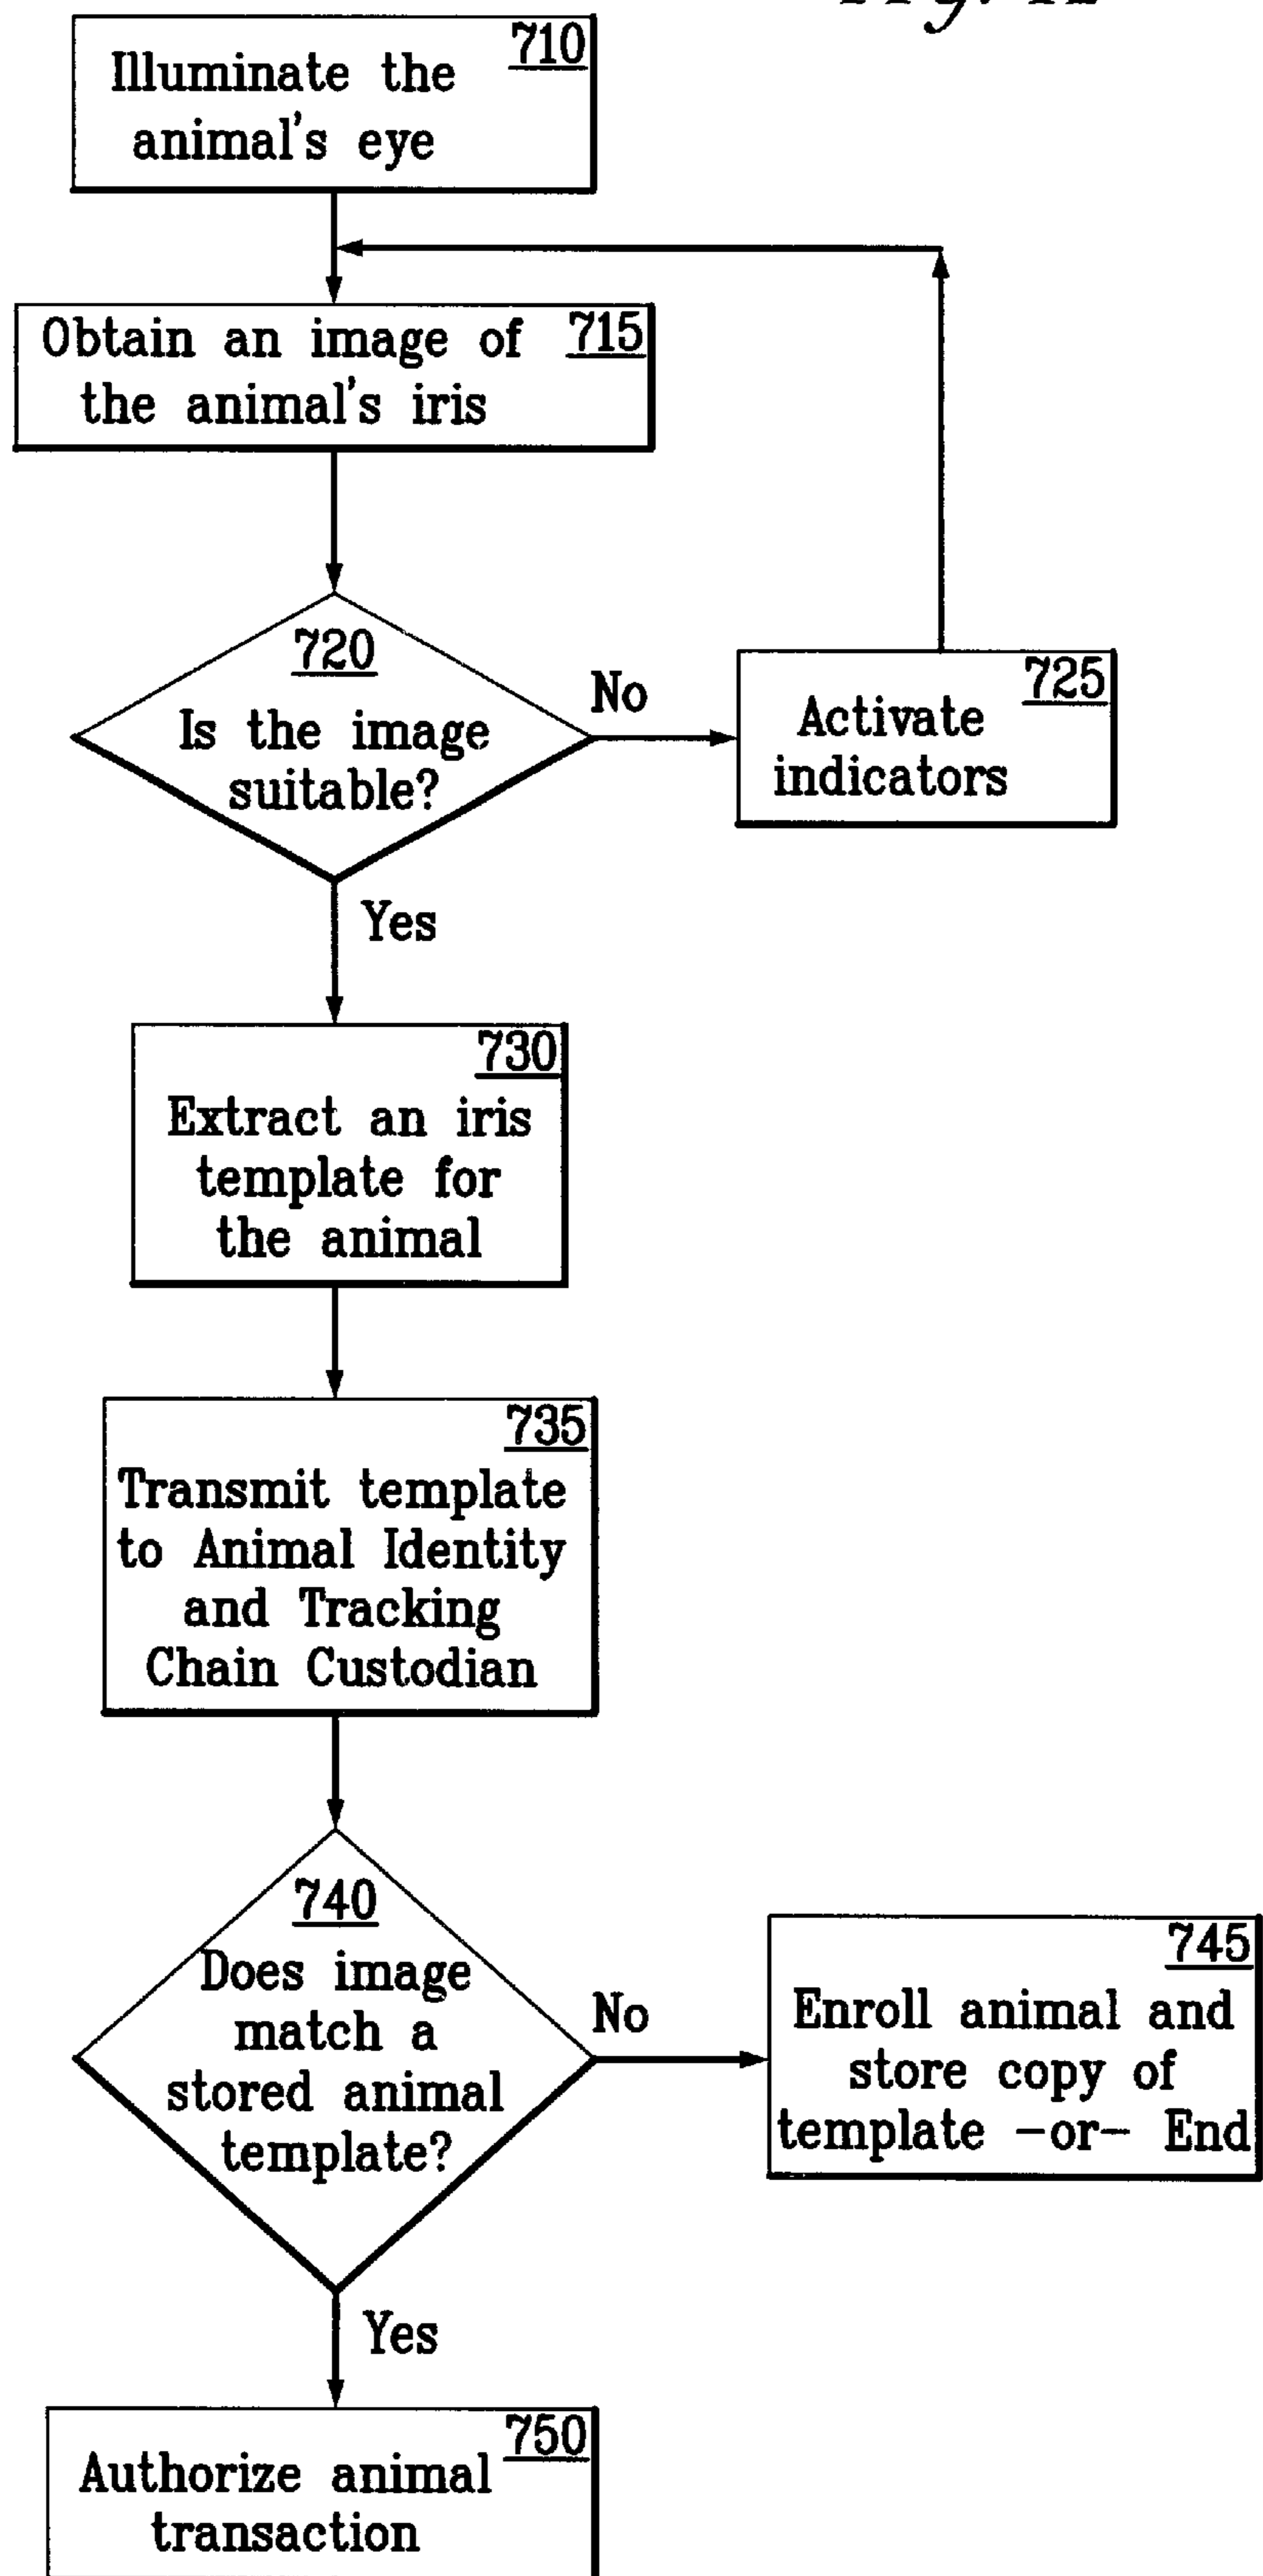 710
Illuminate the
animal's eye
Obtain an image of 715
the animal's iris
720
Is the image
suitable?
No
725
Activate
indicators
Yes
730
Extract an iris
template for
the animal
735
Transmit template
to Animal Identity
and Tracking
Chain Custodian
740
Does image
match a
stored animal
template?
No
745
Enroll animal and
store copy of
template -or- End
Yes
750
Authorize animal
transaction